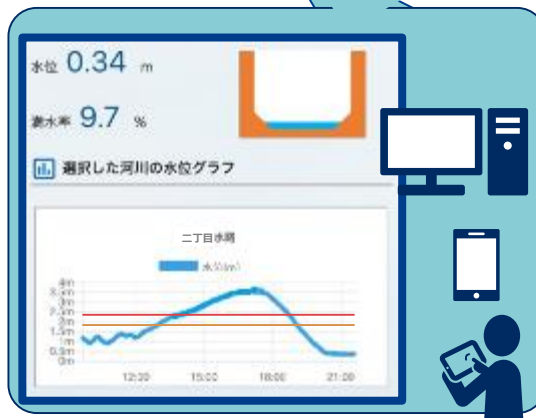 水位 0.34 m
満水率 9.7 %
選択した河川の水位グラフ
二丁目水路
水位(m)
4m
3.5m
3m
2.5m
2m
1.5m
1m
0.5m
0m
12:00 15:00 18:00 21:00